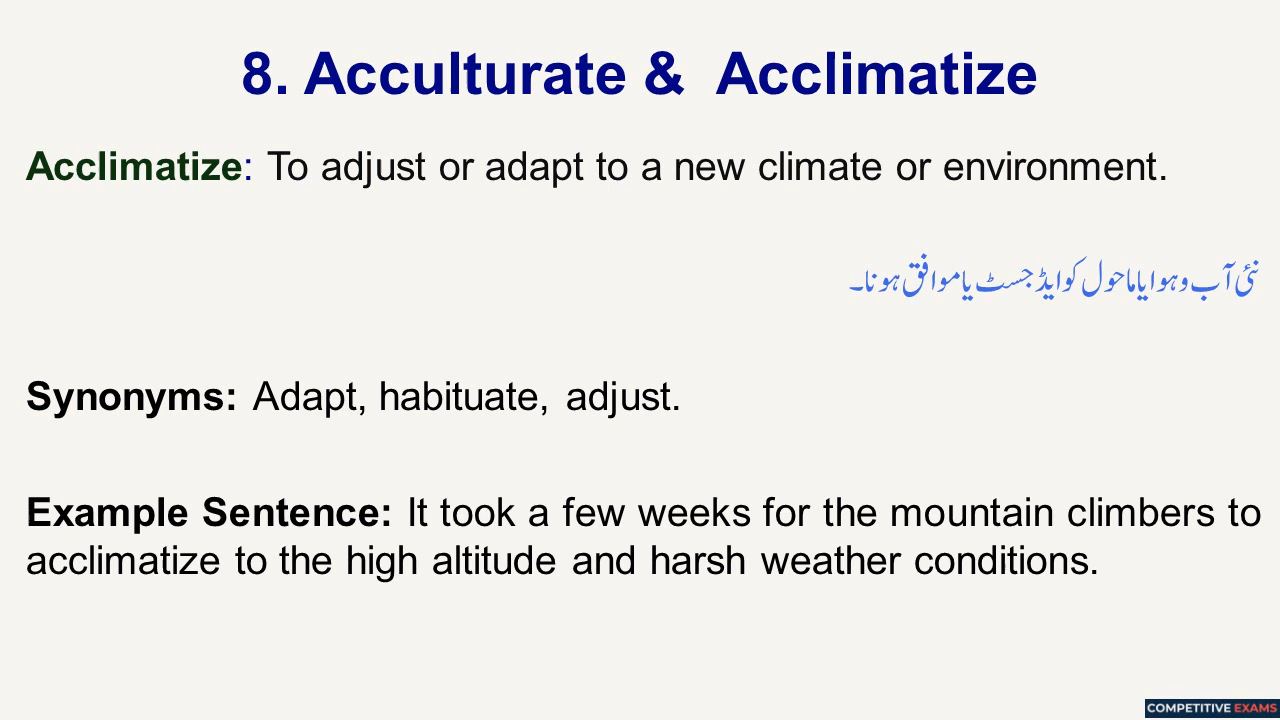 8. Acculturate & Acclimatize
Acclimatize: To adjust or adapt to a new climate or environment.
نئی آب و ہوا یا ماحول کو ایڈجسٹ یا موافق ہونا۔
Synonyms: Adapt, habituate, adjust.
Example Sentence: It took a few weeks for the mountain climbers to
acclimatize to the high altitude and harsh weather conditions.
COMPETITIVE EXAMS